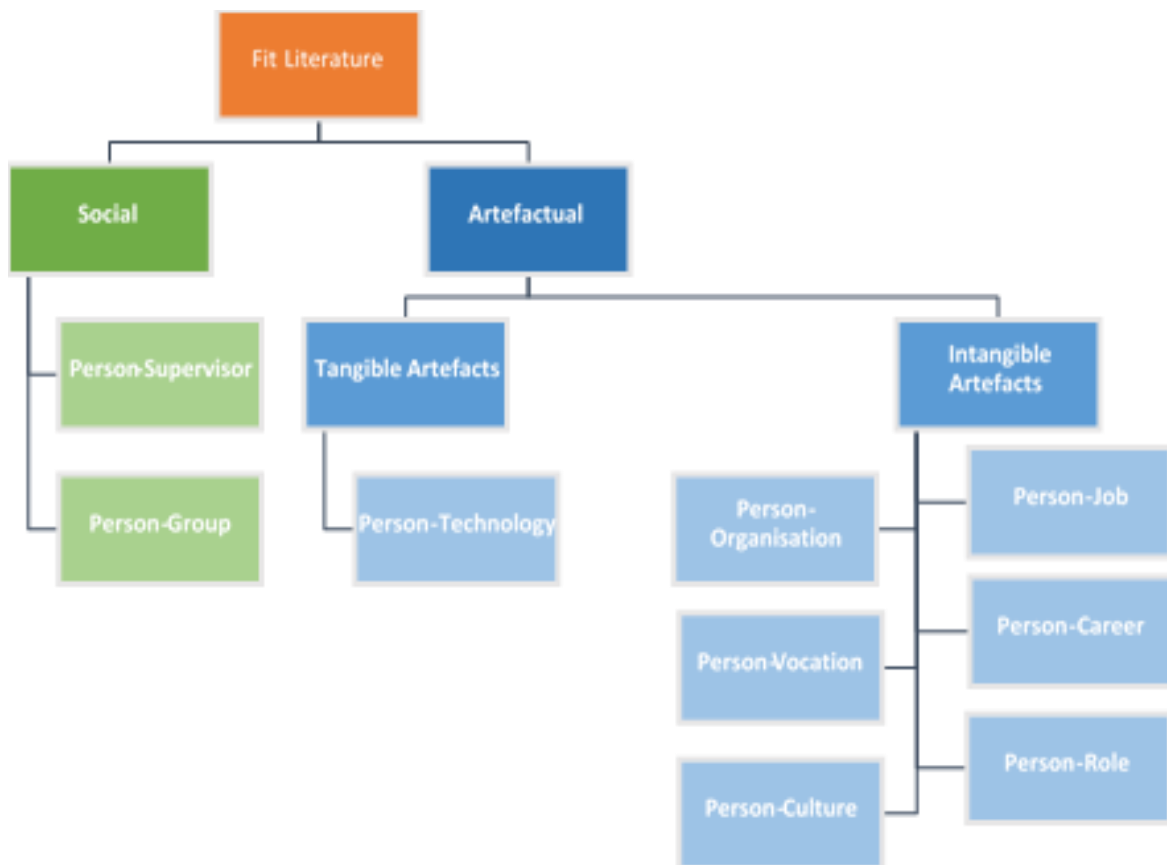 Fit Literature
Social
Artefactual
Person-Supervisor
Tangible Artefacts
Intangible
Artefacts
Person-Group
Person-Technology
Person-
Organisation
Person-Job
Person-Vocation
Person-Career
Person-Culture
Person-Role